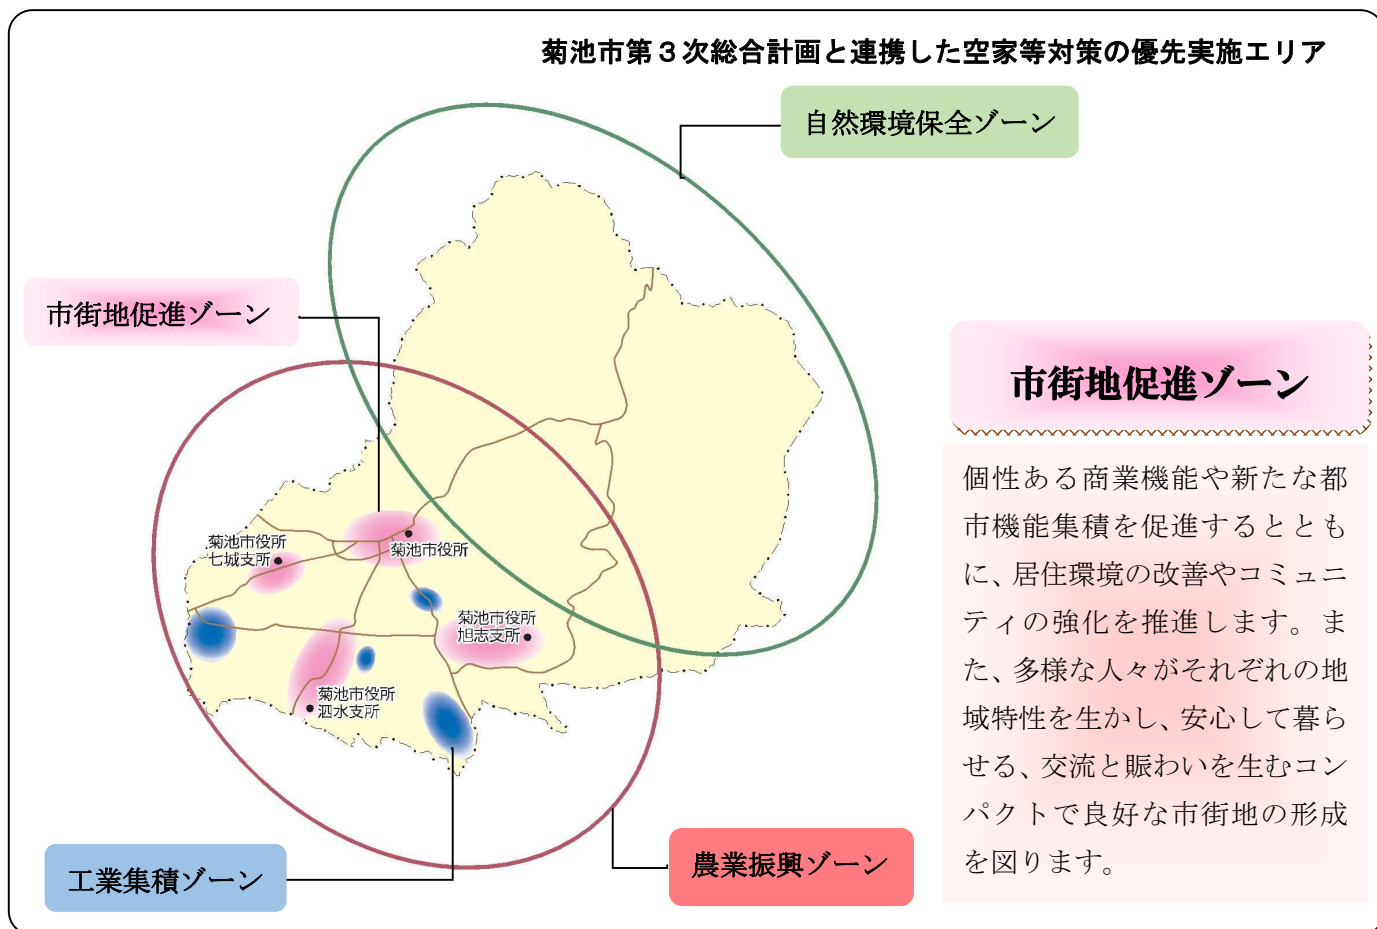 菊池市第３次総合計画と連携した空家等対策の優先実施エリア
自然環境保全ゾーン
市街地促進ゾーン
菊池市役所
七城支所
菊池市役所
菊池市役所
旭志支所
菊池市役所
泗水支所
工業集積ゾーン
農業振興ゾーン
市街地促進ゾーン
個性ある商業機能や新たな都
市機能集積を促進するととも
に、居住環境の改善やコミュニ
ティの強化を推進します。ま
た、多様な人々がそれぞれの地
域特性を生かし、安心して暮ら
せる、交流と賑わいを生むコン
パクトで良好な市街地の形成
を図ります。